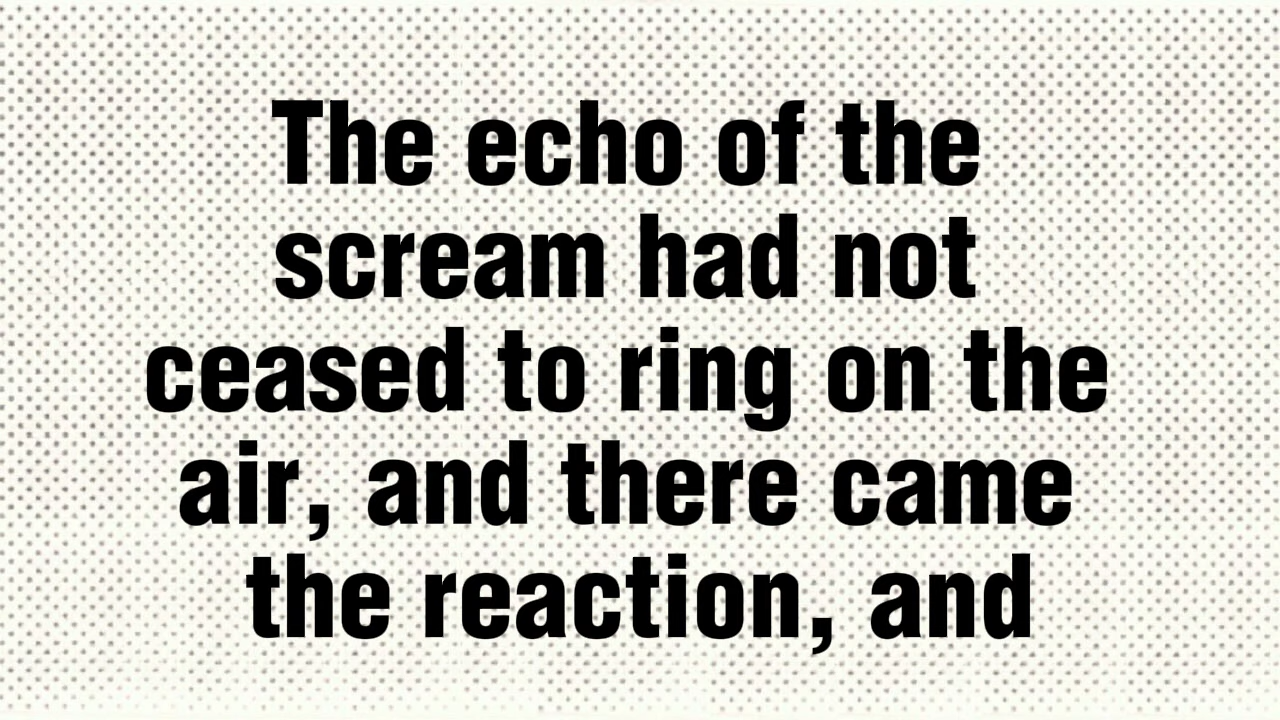 The echo of the
scream had not
ceased to ring on the
air, and there came
the reaction, and